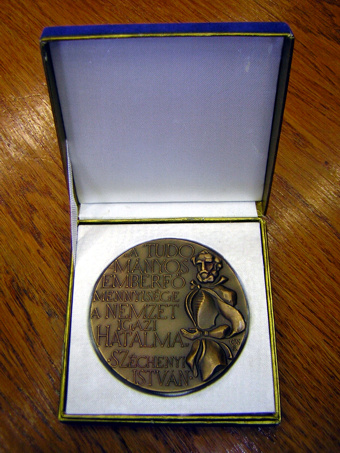 A TUDO
MÁNYOS
EMBERFŐ
MENNYISÉGE
A NEMZET
IGAZI
HATALMA
SZÉCHENYI
ISTVÁN